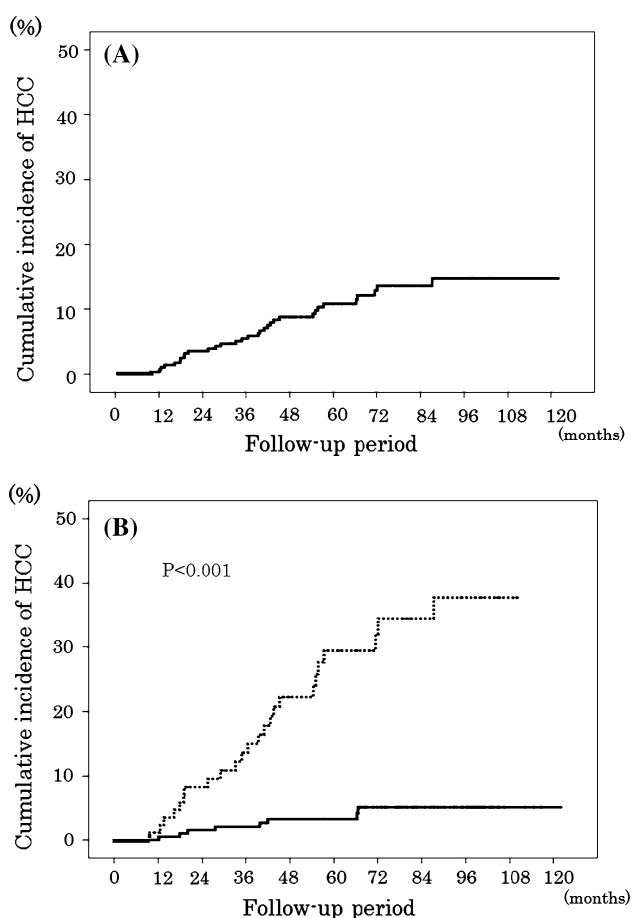 (%)
(A)
Cumulative incidence of HCC
50
40
30
20
10
0
0 12 24 36 48 60 72 84 96 108 120
Follow-up period
(months)
(%)
(B)
P<0.001
Cumulative incidence of HCC
50
40
30
20
10
0
0 12 24 36 48 60 72 84 96 108 120
Follow-up period
(months)